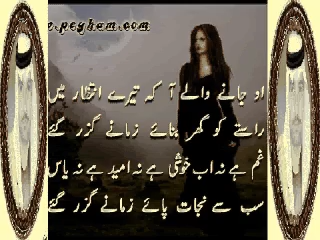 e.pegham.com
او جانے والے آ کہ تیرے انتظار میں
راستے کو گھر بنائے زمانے گزر گئے
غم ہے نہ اب خوشی ہے نہ امید ہے نہ یاس
سب سے نجات پائے زمانے گزر گئے